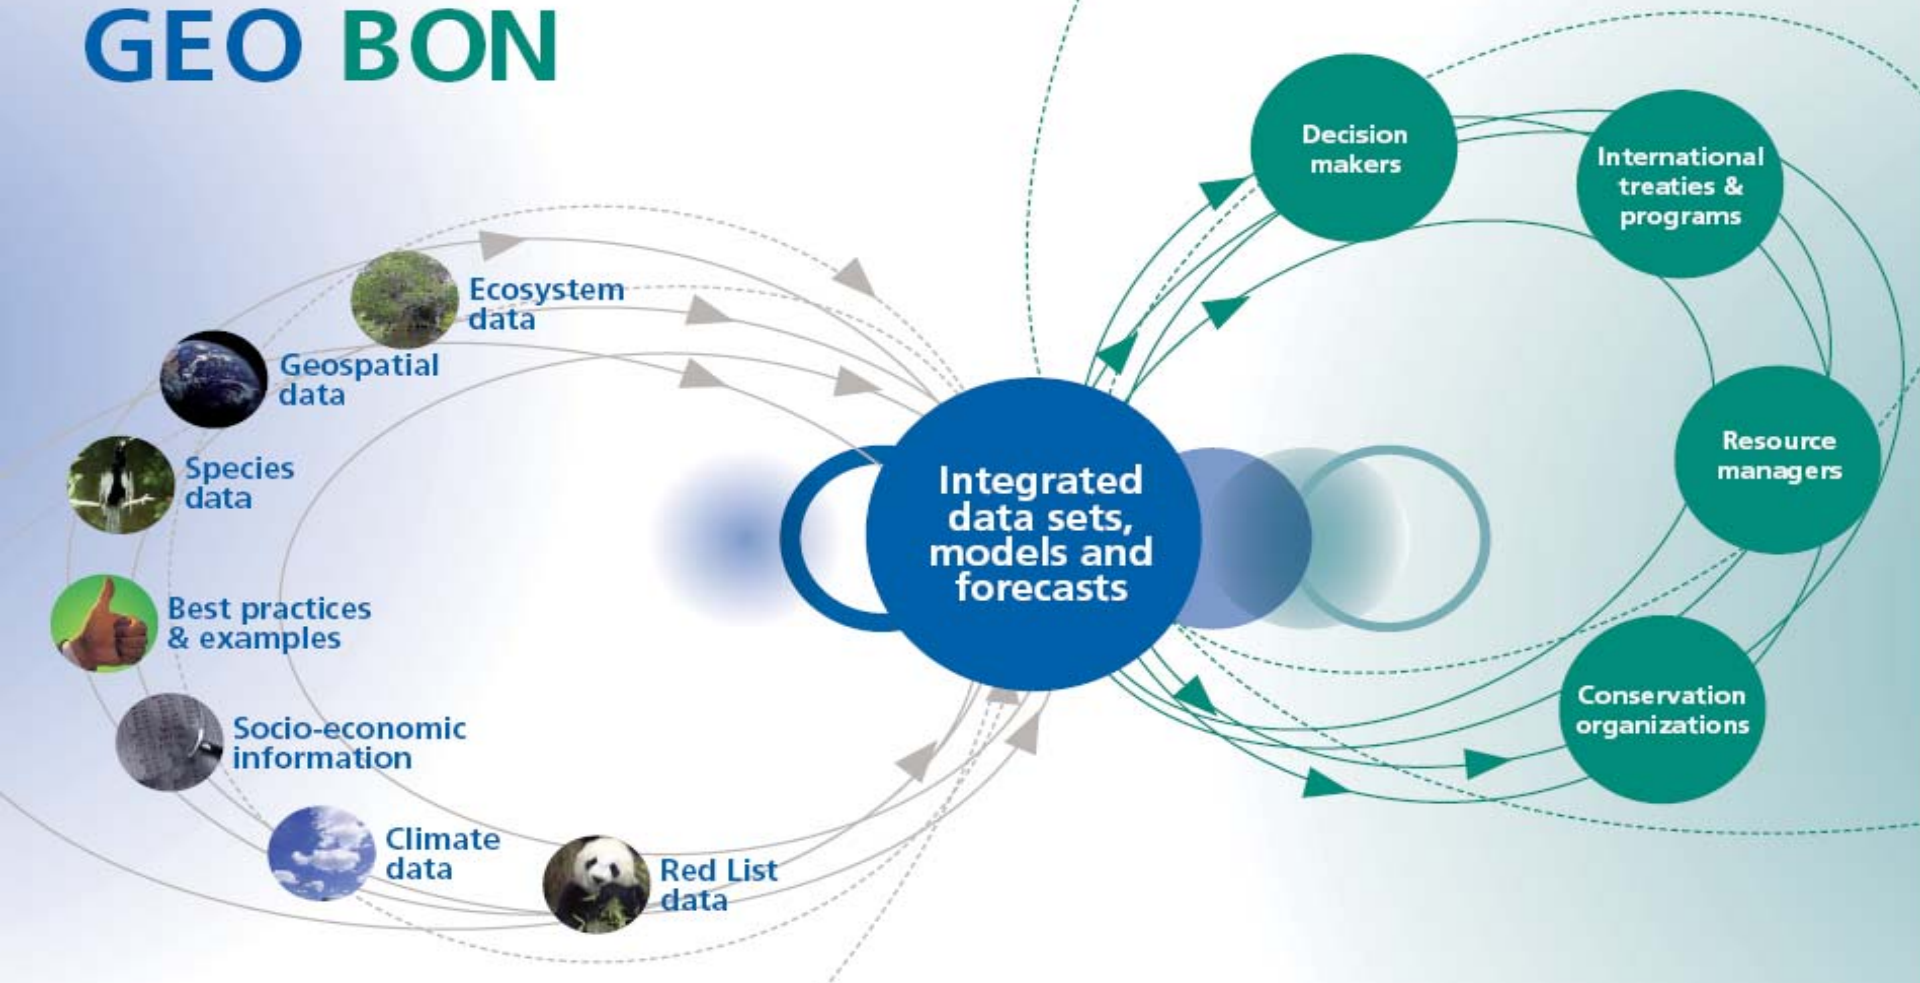 GEO BON
Ecosystem
data
Geospatial
data
Species
data
Best practices
& examples
Socio-economic
information
Climate
data
Red List
data
Integrated
data sets,
models and
forecasts
Decision
makers
International
treaties &
programs
Resource
managers
Conservation
organizations